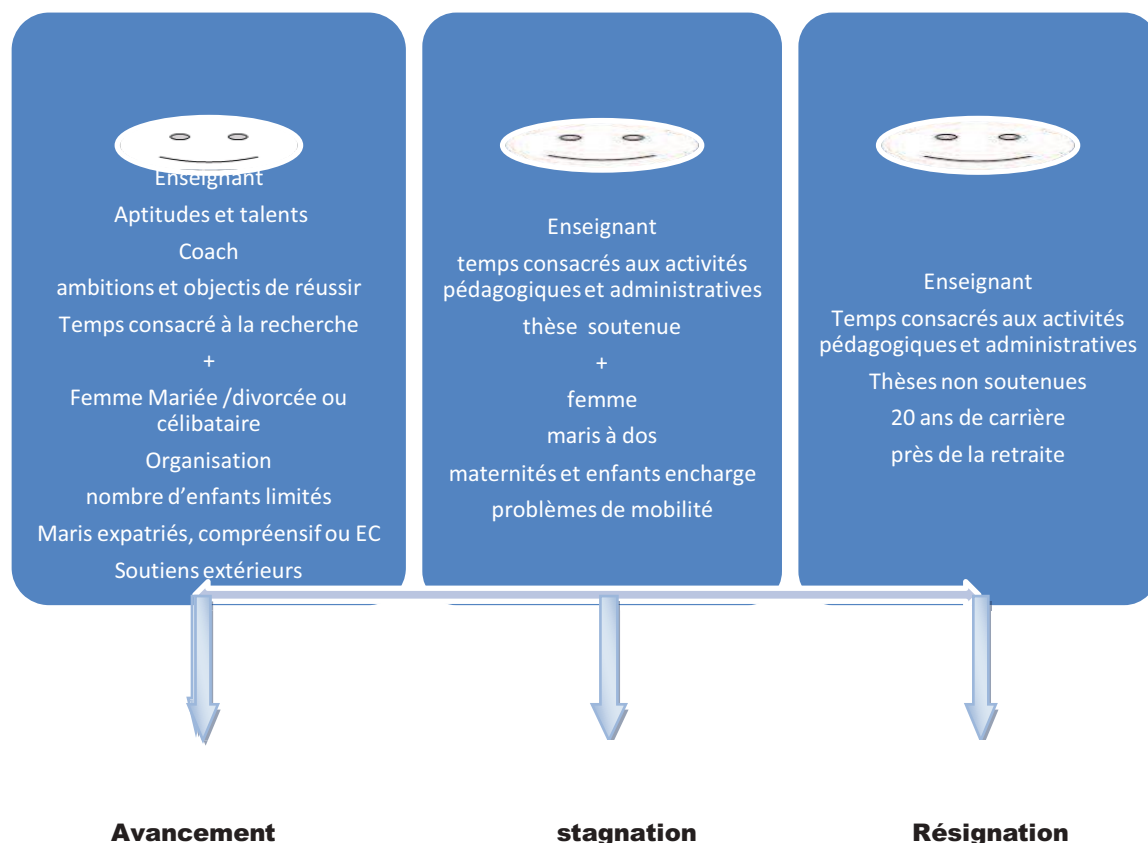 Enseignant
Aptitudes et talents
Coach
ambitions et objectis de réussir
Temps consacré à la recherche
+
Femme Mariée /divorcée ou
célibataire
Organisation
nombre d’enfants limités
Maris expatriés, compréensif ou EC
Soutiens extérieurs
Enseignant
temps consacrés aux activités
pédagogiques et administratives
thèse soutenue
+
femme
maris à dos
maternités et enfants encharge
problèmes de mobilité
Enseignant
Temps consacrés aux activités
pédagogiques et administratives
Thèses non soutenues
20 ans de carrière
près de la retraite
Avancement
stagnation
Résignation